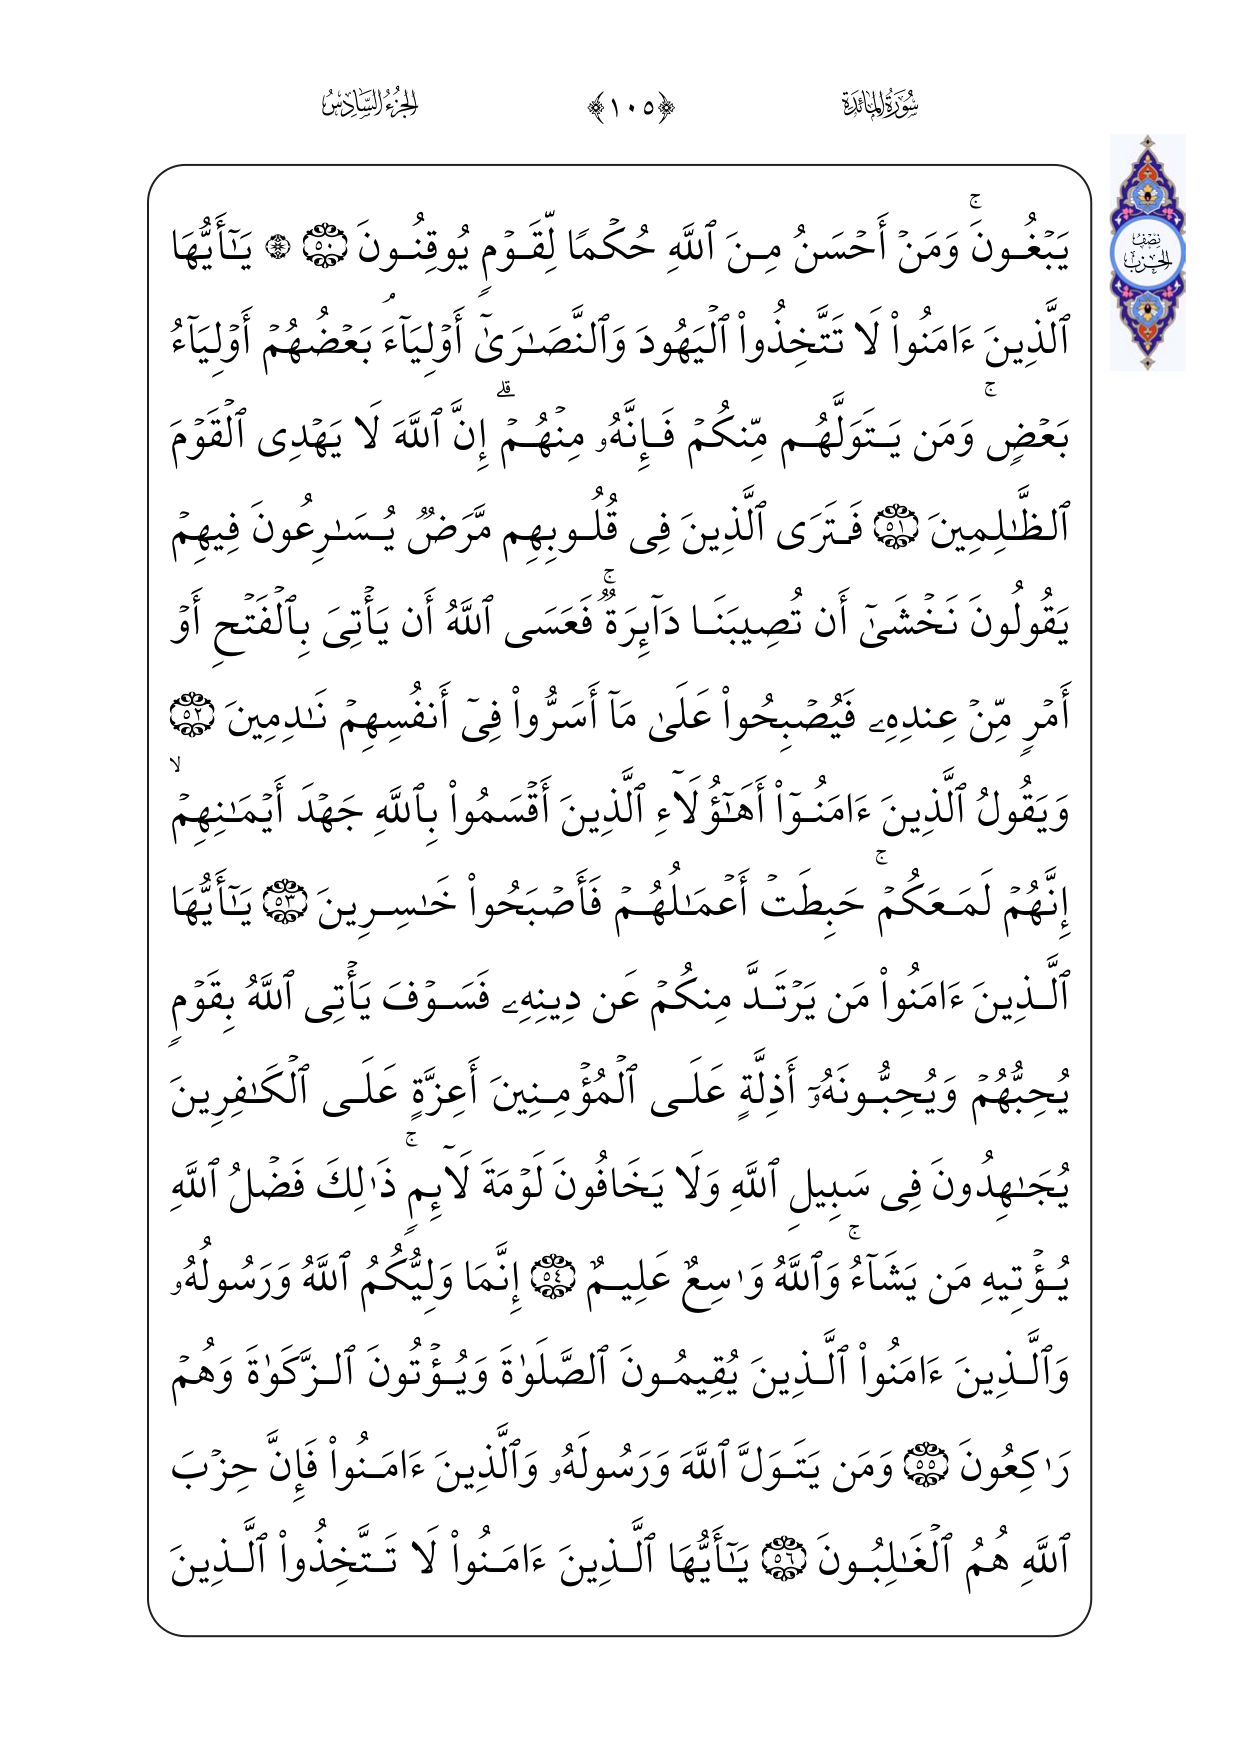 سُورَةُ المَائدَة ﴿١٠٥﴾ الجزءُ السَّادِسُ
نِصۡفُ
الحِزۡب
يَبۡغُونَۚ وَمَنۡ أَحۡسَنُ مِنَ ٱللَّهِ حُكۡمٗا لِّقَوۡمٖ يُوقِنُونَ ٥٠ ۞ يَٰٓأَيُّهَا
ٱلَّذِينَ ءَامَنُواْ لَا تَتَّخِذُواْ ٱلۡيَهُودَ وَٱلنَّصَٰرَىٰٓ أَوۡلِيَآءَۘ بَعۡضُهُمۡ أَوۡلِيَآءُ
بَعۡضٖۚ وَمَن يَتَوَلَّهُم مِّنكُمۡ فَإِنَّهُۥ مِنۡهُمۡۗ إِنَّ ٱللَّهَ لَا يَهۡدِي ٱلۡقَوۡمَ
ٱلظَّٰلِمِينَ ٥١ فَتَرَى ٱلَّذِينَ فِي قُلُوبِهِم مَّرَضٞ يُسَٰرِعُونَ فِيهِمۡ
يَقُولُونَ نَخۡشَىٰٓ أَن تُصِيبَنَا دَآئِرَةٞۚ فَعَسَى ٱللَّهُ أَن يَأۡتِيَ بِٱلۡفَتۡحِ أَوۡ
أَمۡرٖ مِّنۡ عِندِهِۦ فَيُصۡبِحُواْ عَلَىٰ مَآ أَسَرُّواْ فِيٓ أَنفُسِهِمۡ نَٰدِمِينَ ٥٢
وَيَقُولُ ٱلَّذِينَ ءَامَنُوٓاْ أَهَٰٓؤُلَآءِ ٱلَّذِينَ أَقۡسَمُواْ بِٱللَّهِ جَهۡدَ أَيۡمَٰنِهِمۡۙ
إِنَّهُمۡ لَمَعَكُمۡۚ حَبِطَتۡ أَعۡمَٰلُهُمۡ فَأَصۡبَحُواْ خَٰسِرِينَ ٥٣ يَٰٓأَيُّهَا
ٱلَّذِينَ ءَامَنُواْ مَن يَرۡتَدَّ مِنكُمۡ عَن دِينِهِۦ فَسَوۡفَ يَأۡتِي ٱللَّهُ بِقَوۡمٖ
يُحِبُّهُمۡ وَيُحِبُّونَهُۥٓ أَذِلَّةٍ عَلَى ٱلۡمُؤۡمِنِينَ أَعِزَّةٍ عَلَى ٱلۡكَٰفِرِينَ
يُجَٰهِدُونَ فِي سَبِيلِ ٱللَّهِ وَلَا يَخَافُونَ لَوۡمَةَ لَآئِمٖۚ ذَٰلِكَ فَضۡلُ ٱللَّهِ
يُؤۡتِيهِ مَن يَشَآءُۚ وَٱللَّهُ وَٰسِعٌ عَلِيمٌ ٥٤ إِنَّمَا وَلِيُّكُمُ ٱللَّهُ وَرَسُولُهُۥ
وَٱلَّذِينَ ءَامَنُواْ ٱلَّذِينَ يُقِيمُونَ ٱلصَّلَوٰةَ وَيُؤۡتُونَ ٱلزَّكَوٰةَ وَهُمۡ
رَٰكِعُونَ ٥٥ وَمَن يَتَوَلَّ ٱللَّهَ وَرَسُولَهُۥ وَٱلَّذِينَ ءَامَنُواْ فَإِنَّ حِزۡبَ
ٱللَّهِ هُمُ ٱلۡغَٰلِبُونَ ٥٦ يَٰٓأَيُّهَا ٱلَّذِينَ ءَامَنُواْ لَا تَتَّخِذُواْ ٱلَّذِينَ